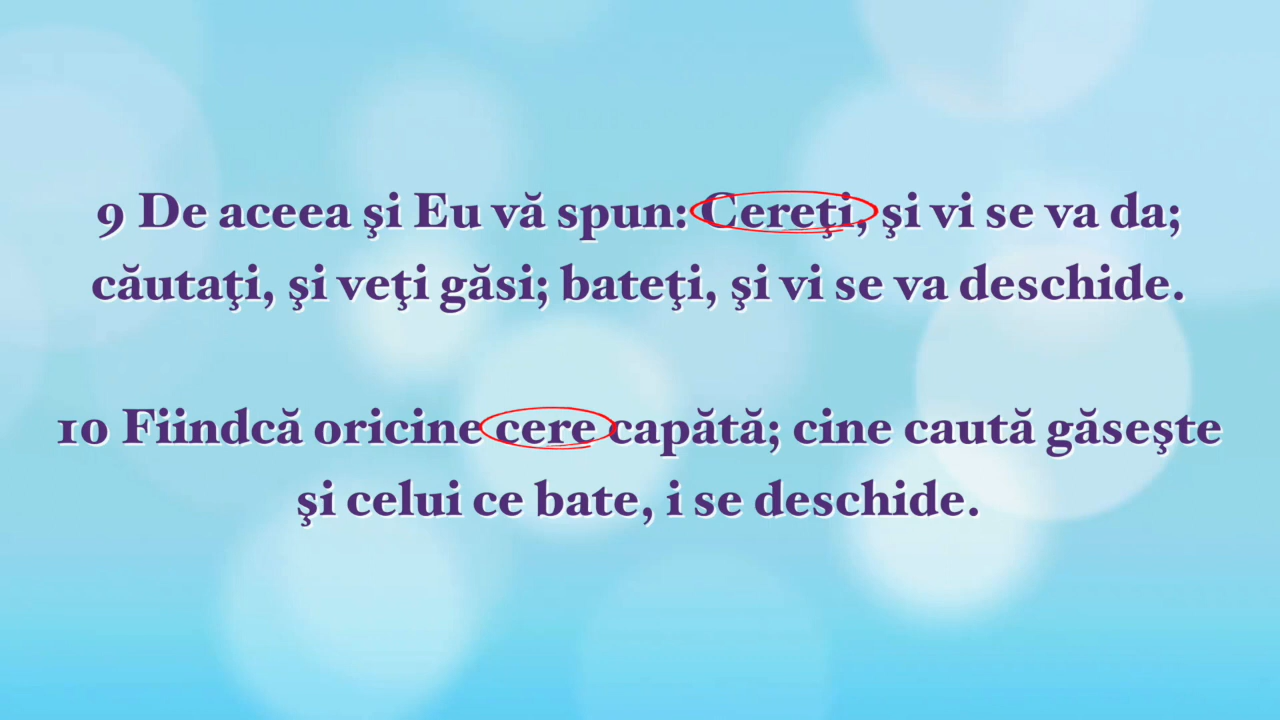 9 De aceea şi Eu vă spun: Cereţi, şi vi se va da;
căutaţi, şi veţi găsi; bateţi, şi vi se va deschide.
10 Fiindcă oricine cere capătă; cine caută găseşte
şi celui ce bate, i se deschide.